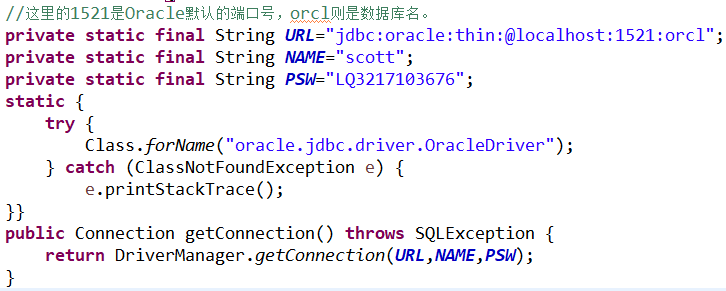 //这里的1521是Oracle默认的端口号，orcl则是数据库名。
private static final String URL="jdbc:oracle:thin:@localhost:1521:orcl";
private static final String NAME="scott";
private static final String PSW="LQ3217103676";
static {
    try {
        Class.forName("oracle.jdbc.driver.OracleDriver");
    } catch (ClassNotFoundException e) {
        e.printStackTrace();
}}
public Connection getConnection() throws SQLException {
    return DriverManager.getConnection(URL,NAME,PSW);
}